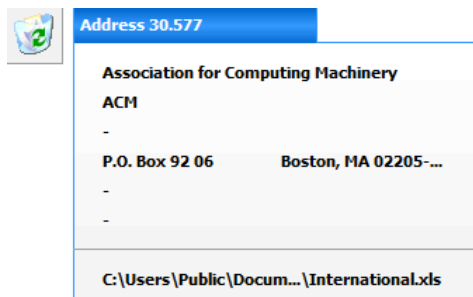 Address 30.577
Association for Computing Machinery
ACM
-
P.O. Box 92 06 Boston, MA 02205-...
-
-
C:\Users\Public\Docum...\International.xls